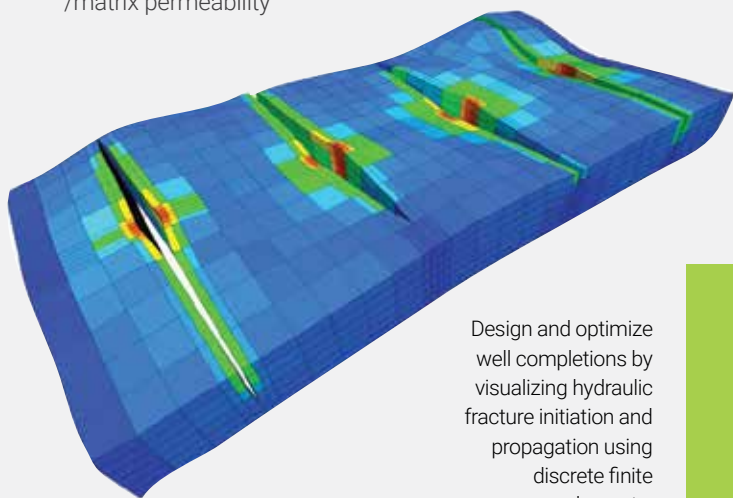 /matrix permeability
Design and optimize
well completions by
visualizing hydraulic
fracture initiation and
propagation using
discrete finite